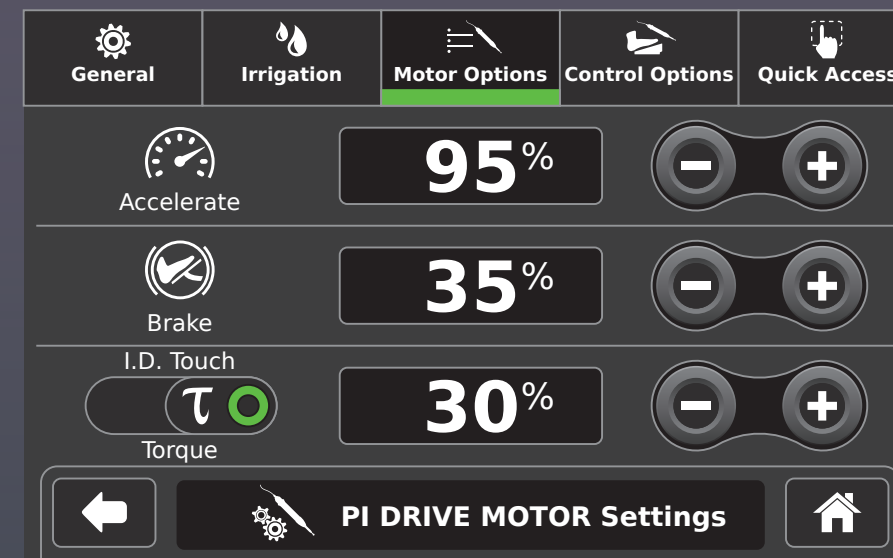 General
Irrigation
Motor Options
Control Options
Quick Access
Accelerate
95%
Brake
35%
I.D. Touch
τ
Torque
30%
PI DRIVE MOTOR Settings